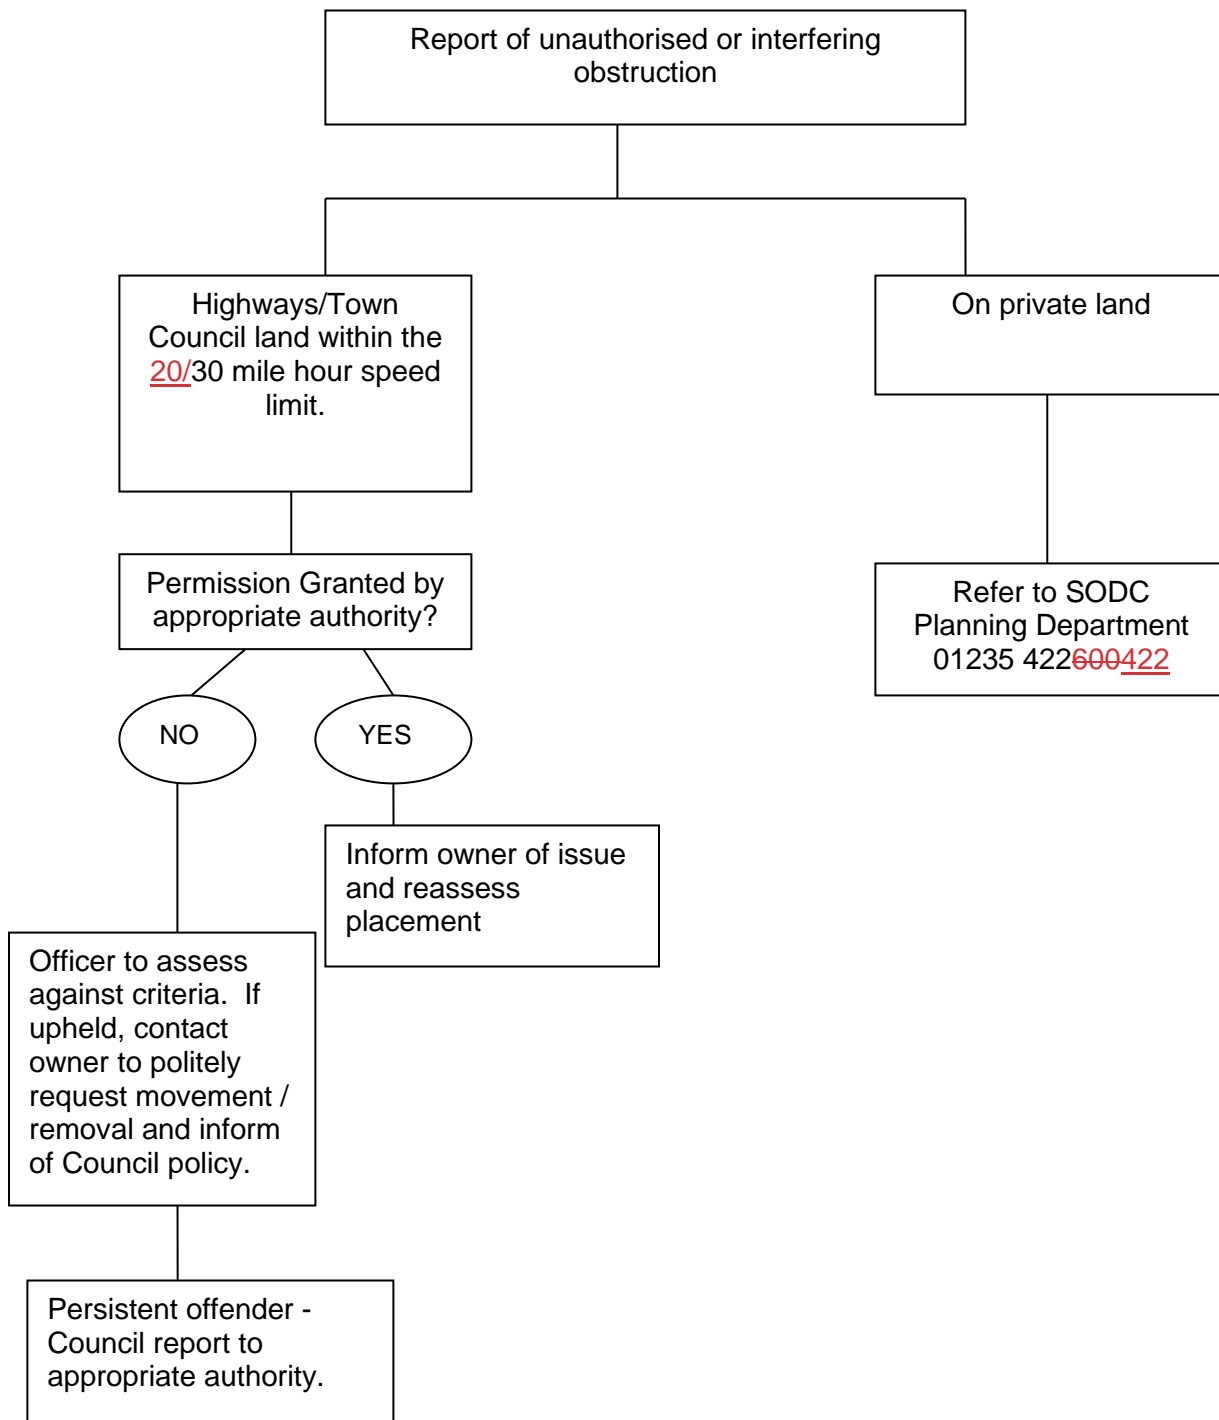 Report of unauthorised or interfering
obstruction
Highways/Town
Council land within the
20/30 mile hour speed
limit.
On private land
Permission Granted by
appropriate authority?
Refer to SODC
Planning Department
01235 422600422
NO
YES
Inform owner of issue
and reassess
placement
Officer to assess
against criteria.  If
upheld, contact
owner to politely
request movement /
removal and inform
of Council policy.
Persistent offender -
Council report to
appropriate authority.